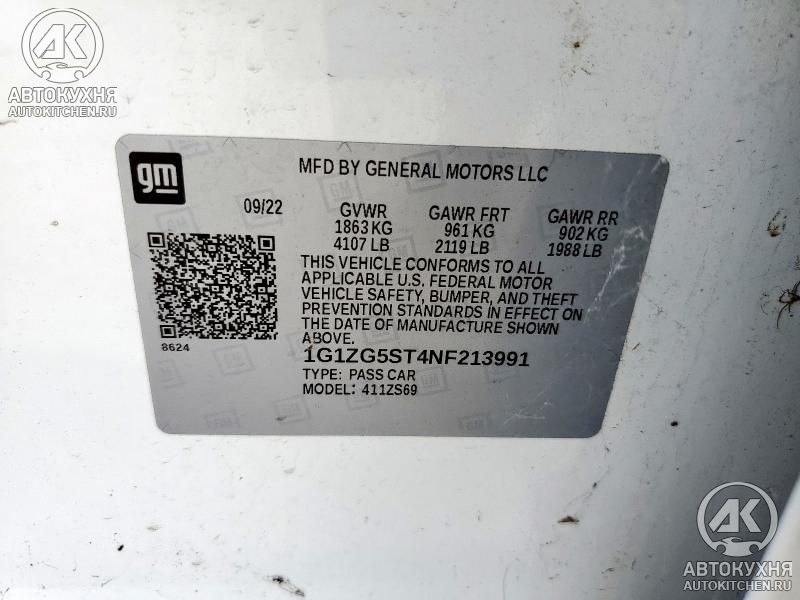 АК
АВТОКУХНЯ
AUTOKITCHEN.RU
gm
MFD BY GENERAL MOTORS LLC
09/22
GVWR GAWR FRT GAWR RR
1863 KG 961 KG 902 KG
4107 LB 2119 LB 1988 LB
THIS VEHICLE CONFORMS TO ALL
APPLICABLE U.S. FEDERAL MOTOR
VEHICLE SAFETY, BUMPER, AND THEFT
PREVENTION STANDARDS IN EFFECT ON
THE DATE OF MANUFACTURE SHOWN
ABOVE.
8624
1G1ZG5ST4NF213991
TYPE: PASS CAR
MODEL: 411ZS69
АК
АВТОКУХНЯ
AUTOKITCHEN.RU